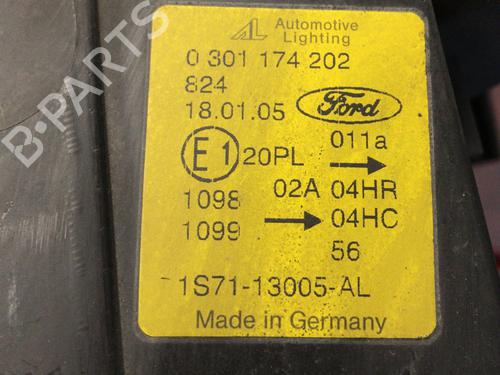 AL Automotive
Lighting
0 301 174 202
824
18.01.05 Ford
011a
E1 20PL
02A 04HR
1098
04HC
1099
56
1S71-13005-AL
Made in Germany
B-PARTS